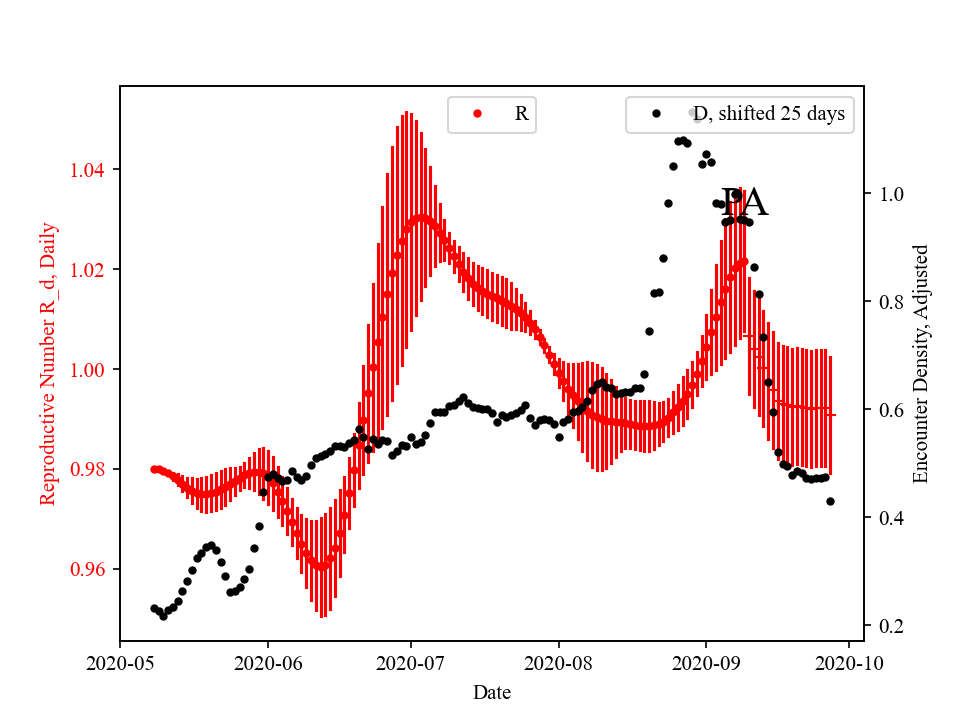 R
D, shifted 25 days
PA
1.04
1.02
1.00
0.98
0.96
Reproductive Number R_d, Daily
1.0
0.8
0.6
0.4
0.2
Encounter Density, Adjusted
2020-05 2020-06 2020-07 2020-08 2020-09 2020-10
Date